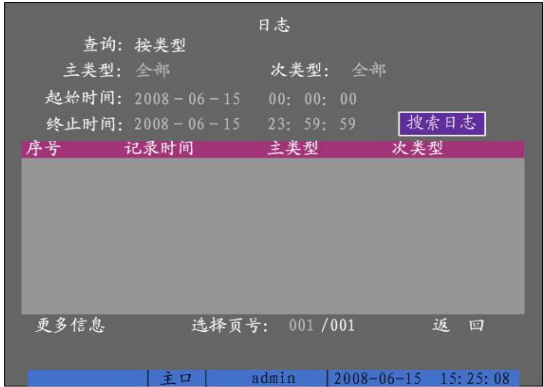 日志
查询: 按类型
主类型: 全部 次类型: 全部
起始时间: 2008-06-15 00: 00: 00
终止时间: 2008-06-15 23: 59: 59 搜索日志
序号 记录时间 主类型 次类型
更多信息 选择页号: 001 /001 返 回
主口 admin 2008-06-15 15:25:08